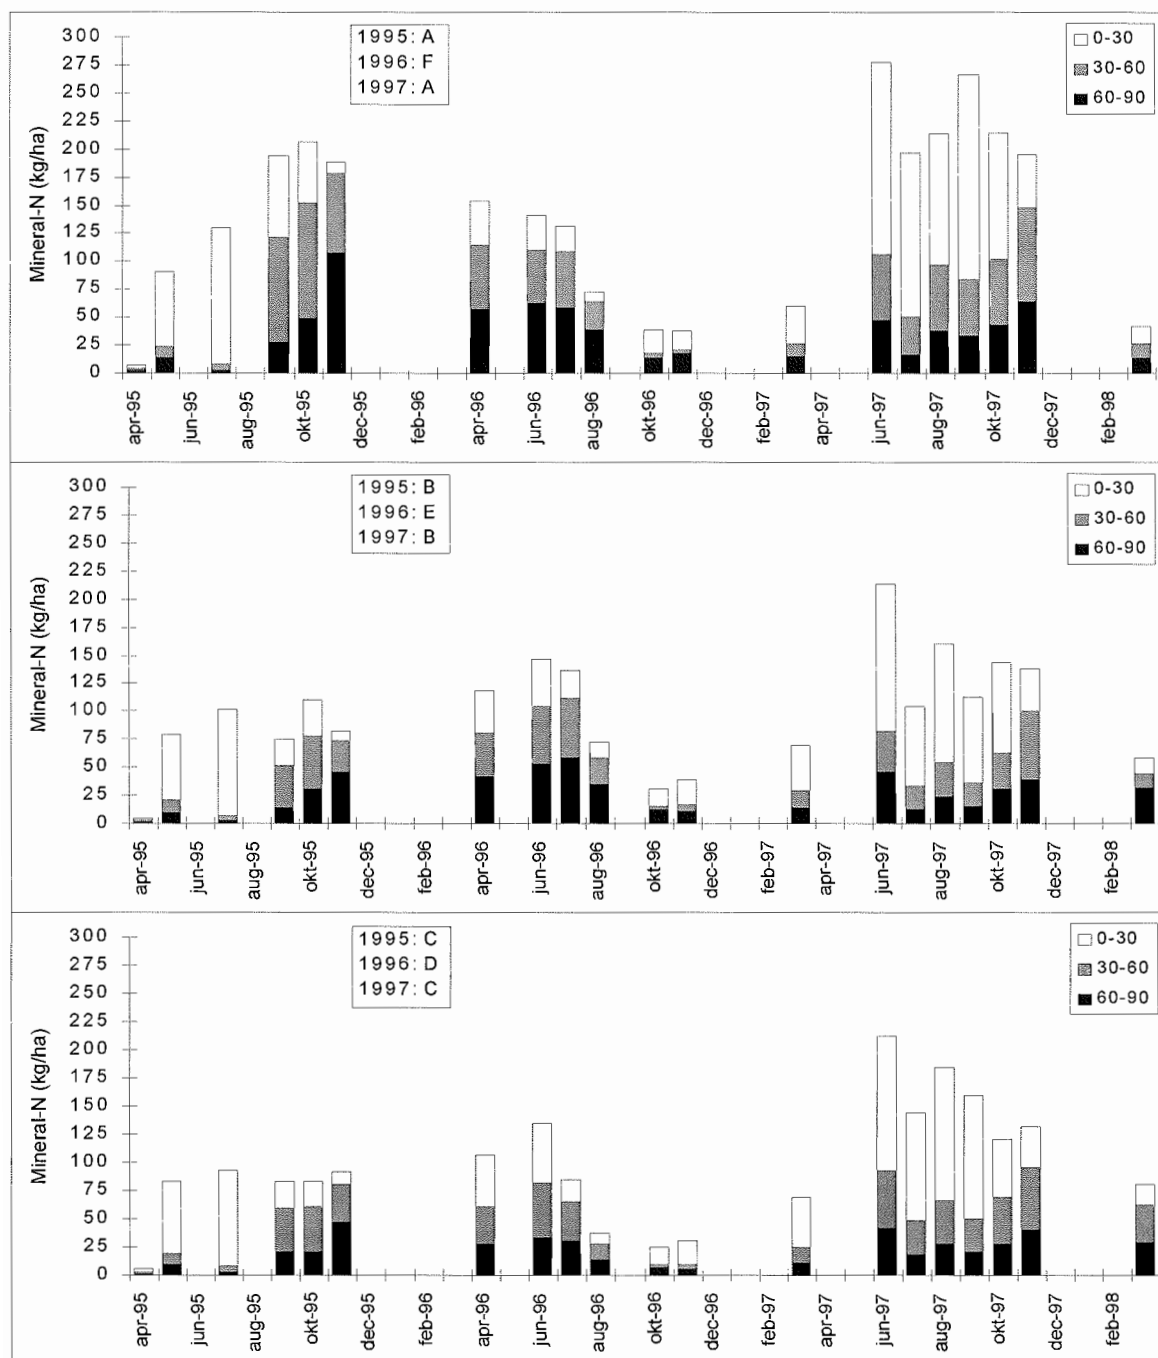 1995: A
1996: F
1997: A
0-30
30-60
60-90
Mineral-N (kg/ha)
300
275
250
225
200
175
150
125
100
75
50
25
0
apr-95
jun-95
aug-95
okt-95
dec-95
feb-96
apr-96
jun-96
aug-96
okt-96
dec-96
feb-97
apr-97
jun-97
aug-97
okt-97
dec-97
feb-98
1995: B
1996: E
1997: B
0-30
30-60
60-90
Mineral-N (kg/ha)
300
275
250
225
200
175
150
125
100
75
50
25
0
apr-95
jun-95
aug-95
okt-95
dec-95
feb-96
apr-96
jun-96
aug-96
okt-96
dec-96
feb-97
apr-97
jun-97
aug-97
okt-97
dec-97
feb-98
1995: C
1996: D
1997: C
0-30
30-60
60-90
Mineral-N (kg/ha)
300
275
250
225
200
175
150
125
100
75
50
25
0
apr-95
jun-95
aug-95
okt-95
dec-95
feb-96
apr-96
jun-96
aug-96
okt-96
dec-96
feb-97
apr-97
jun-97
aug-97
okt-97
dec-97
feb-98